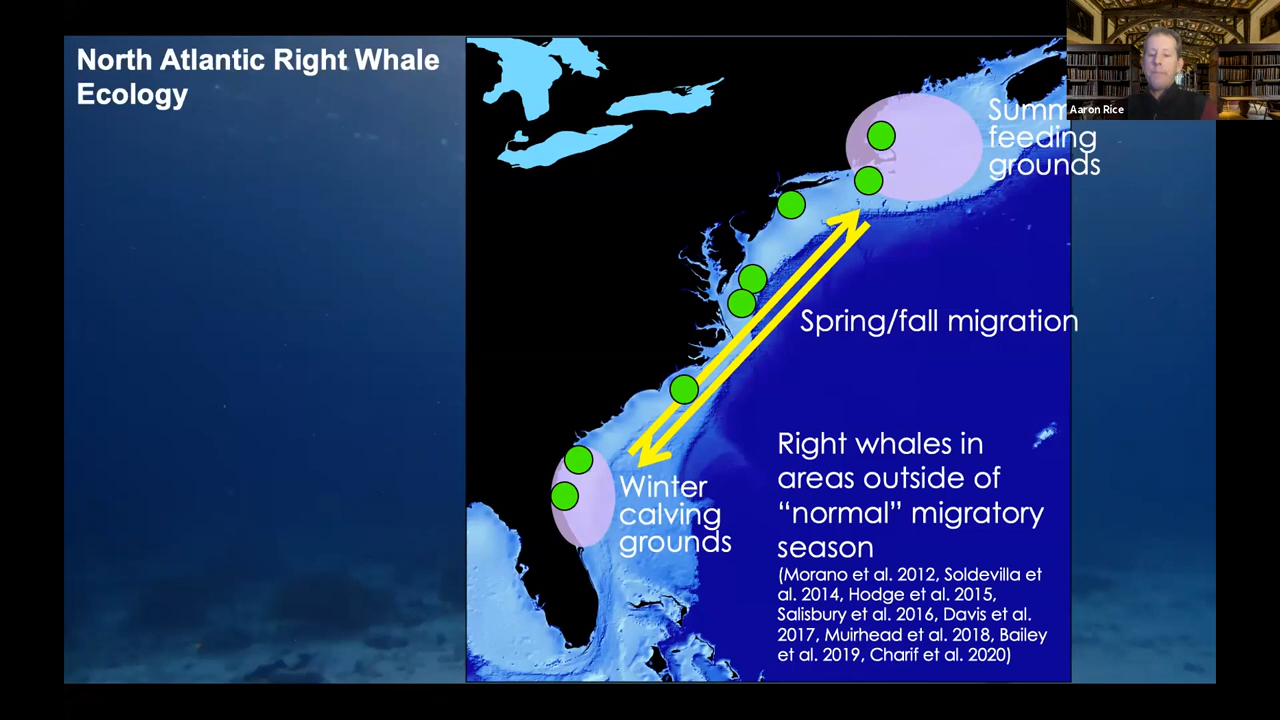 North Atlantic Right Whale
Ecology
Aaron Rice
Summ
feeding
grounds
Spring/fall migration
Winter
calving
grounds
Right whales in
areas outside of
“normal” migratory
season
(Morano et al. 2012, Soldevilla et
al. 2014, Hodge et al. 2015,
Salisbury et al. 2016, Davis et al.
2017, Muirhead et al. 2018, Bailey
et al. 2019, Charif et al. 2020)